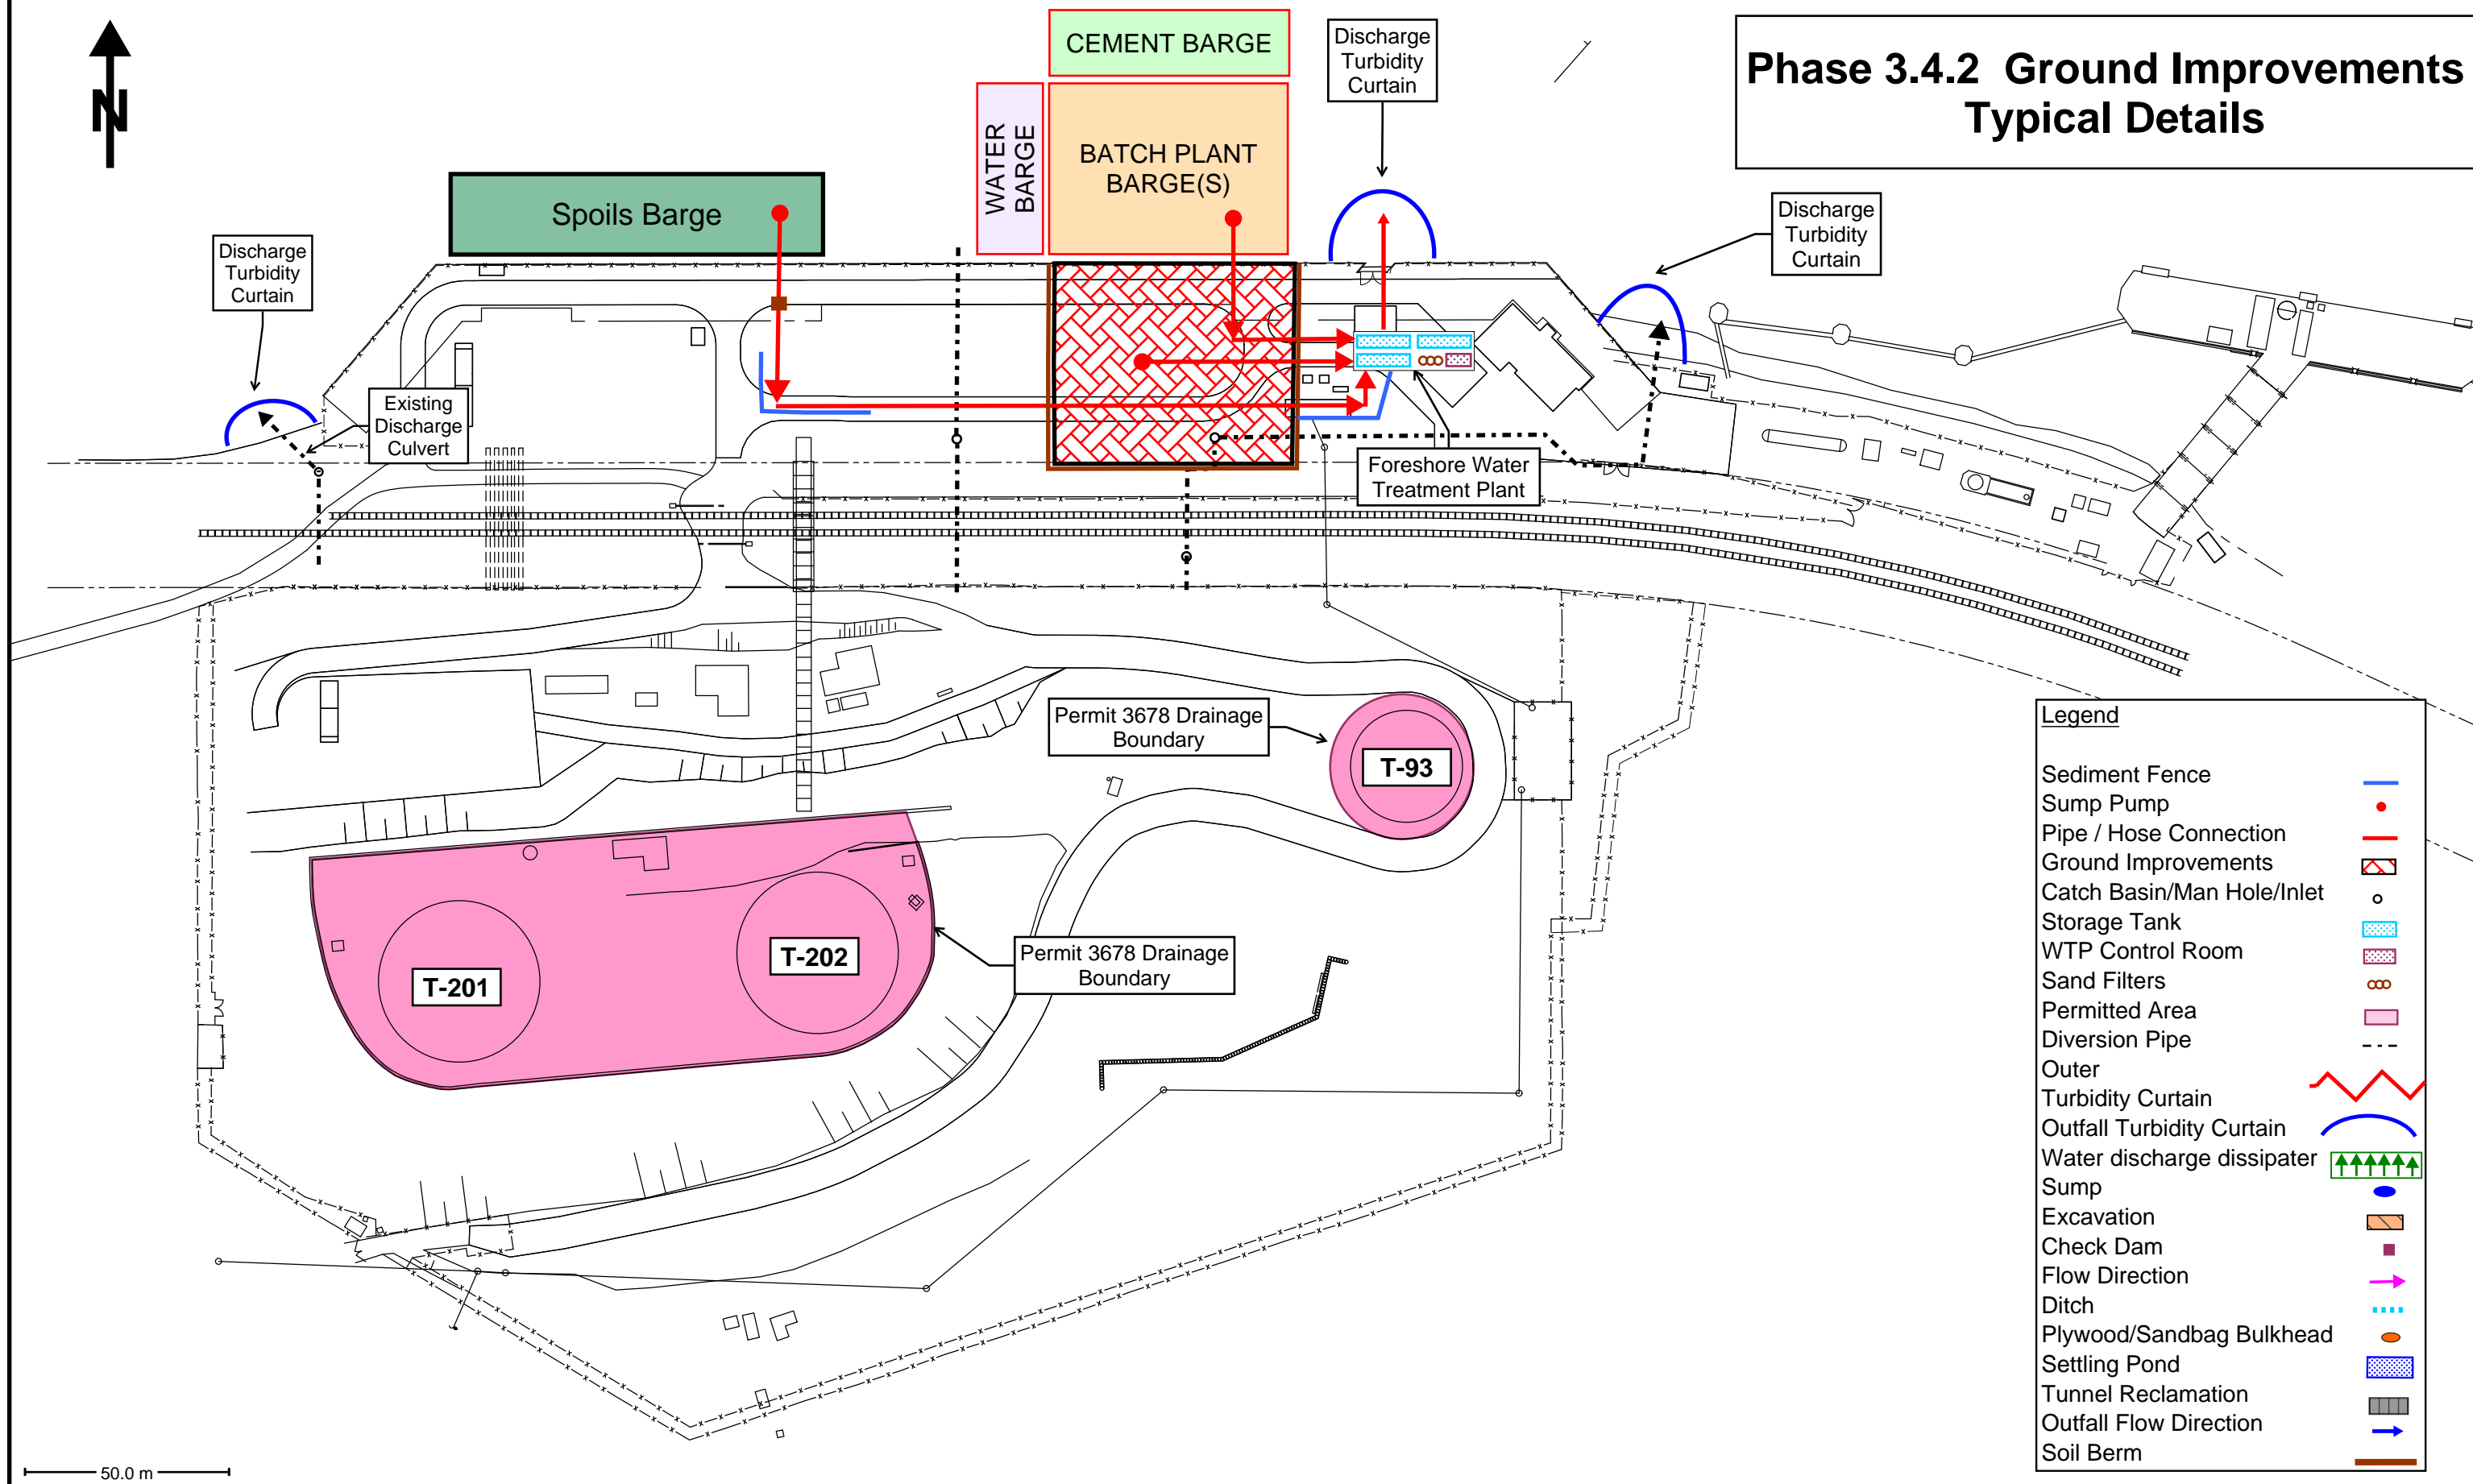 N
CEMENT BARGE
WATER
BARGE
BATCH PLANT
BARGE(S)
Discharge
Turbidity
Curtain
Phase 3.4.2  Ground Improvements
Typical Details
Spoils Barge
Discharge
Turbidity
Curtain
Discharge
Turbidity
Curtain
Existing
Discharge
Culvert
Foreshore Water
Treatment Plant
Permit 3678 Drainage
Boundary
T-93
T-201
T-202
Permit 3678 Drainage
Boundary
Legend
Sediment Fence
Sump Pump
Pipe / Hose Connection
Ground Improvements
Catch Basin/Man Hole/Inlet
Storage Tank
WTP Control Room
Sand Filters
Permitted Area
Diversion Pipe
Outer
Turbidity Curtain
Outfall Turbidity Curtain
Water discharge dissipater
Sump
Excavation
Check Dam
Flow Direction
Ditch
Plywood/Sandbag Bulkhead
Settling Pond
Tunnel Reclamation
Outfall Flow Direction
Soil Berm
50.0 m